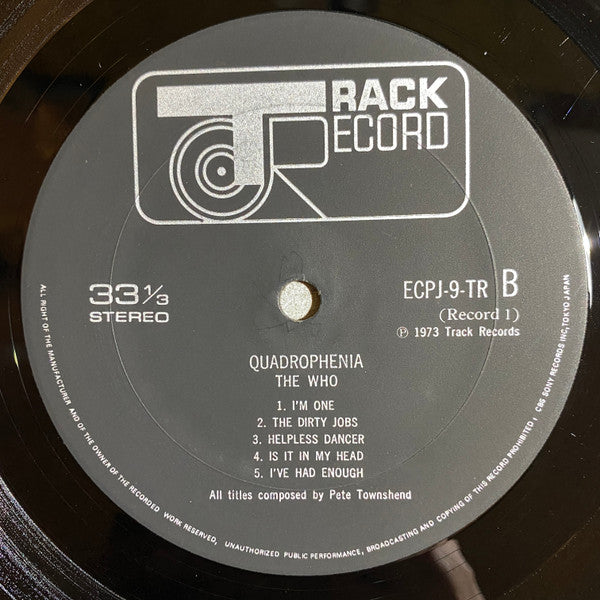 TRACK
RECORD
33 1/3
STEREO
ECPJ-9-TR B
(Record 1)
℗ 1973 Track Records
QUADROPHENIA
THE WHO
1. I'M ONE
2. THE DIRTY JOBS
3. HELPLESS DANCER
4. IS IT IN MY HEAD
5. I'VE HAD ENOUGH
All titles composed by Pete Townshend
ALL RIGHT OF THE MANUFACTURER AND OF THE OWNER OF THE RECORDED WORK RESERVED, UNAUTHORIZED PUBLIC PERFORMANCE, BROADCASTING AND COPYING OF THIS RECORD PROHIBITED, CBS SONY RECORDS INC, TOKYO JAPAN